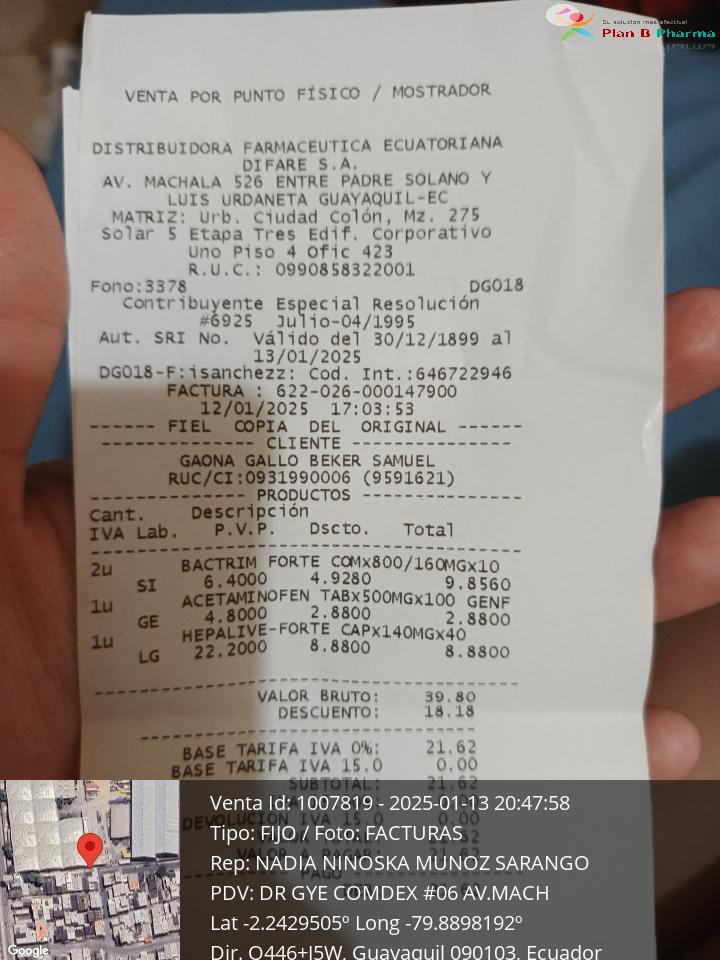 Su solución más efectiva!
Plan B Pharma
VENTA POR PUNTO FÍSICO / MOSTRADOR
DISTRIBUIDORA FARMACEUTICA ECUATORIANA
DIFARE S.A.
AV. MACHALA 526 ENTRE PADRE SOLANO Y
LUIS URDANETA GUAYAQUIL-EC
MATRIZ: Urb. Ciudad Colón, Mz. 275
Solar 5 Etapa Tres Edif. Corporativo
Uno Piso 4 Ofic 423
R.U.C.: 0990858322001
Fono:3378 DG018
Contribuyente Especial Resolución
#6925 Julio-04/1995
Aut. SRI No. Válido del 30/12/1899 al
13/01/2025
DG018-F:isanchezz: Cod. Int.:646722946
FACTURA : 622-026-000147900
12/01/2025 17:03:53
------ FIEL COPIA DEL ORIGINAL ------
--------------- CLIENTE ---------------
GAONA GALLO BEKER SAMUEL
RUC/CI:0931990006 (9591621)
--------------- PRODUCTOS ---------------
Cant. Descripción
IVA Lab. P.V.P. Dscto. Total
2u BACTRIM FORTE COMx800/160MGx10
SI 6.4000 4.9280 9.8560
1u ACETAMINOFEN TABx500MGx100 GENF
GE 4.8000 2.8800 2.8800
1u HEPALIVE-FORTE CAPx140MGx40
LG 22.2000 8.8800 8.8800
VALOR BRUTO: 39.80
DESCUENTO: 18.18
BASE TARIFA IVA 0%: 21.62
BASE TARIFA IVA 15.0 0.00
SUBTOTAL: 21.62
DEVOLUCION IVA 15.0 0.00
PAGO
Venta Id: 1007819 - 2025-01-13 20:47:58
Tipo: FIJO / Foto: FACTURAS
Rep: NADIA NINOSKA MUNOZ SARANGO
PDV: DR GYE COMDEX #06 AV.MACH
Lat -2.2429505º Long -79.8898192º
Dir. Q446+J5W, Guayaquil 090103, Ecuador
Google